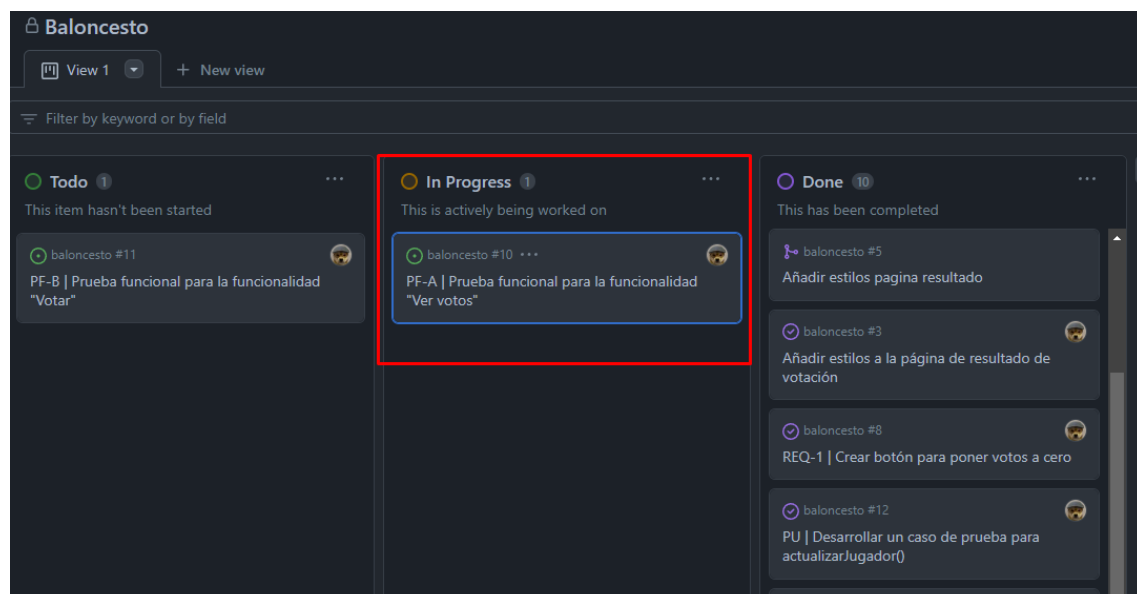 Baloncesto
View 1
New view
Filter by keyword or by field
Todo 1
This item hasn't been started
baloncesto #11
PF-B | Prueba funcional para la funcionalidad
"Votar"
In Progress 1
This is actively being worked on
baloncesto #10
PF-A | Prueba funcional para la funcionalidad
"Ver votos"
Done 10
This has been completed
baloncesto #5
Añadir estilos pagina resultado
baloncesto #3
Añadir estilos a la página de resultado de
votación
baloncesto #8
REQ-1 | Crear botón para poner votos a cero
baloncesto #12
PU | Desarrollar un caso de prueba para
actualizarJugador()